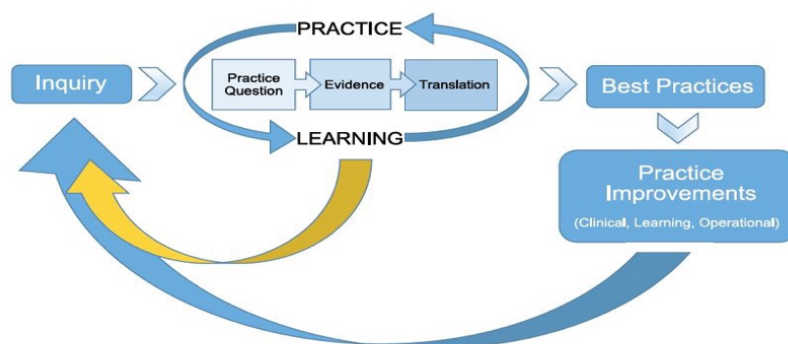 PRACTICE
Inquiry
Practice
Question
Evidence
Translation
LEARNING
Best Practices
Practice
Improvements
(Clinical, Learning, Operational)